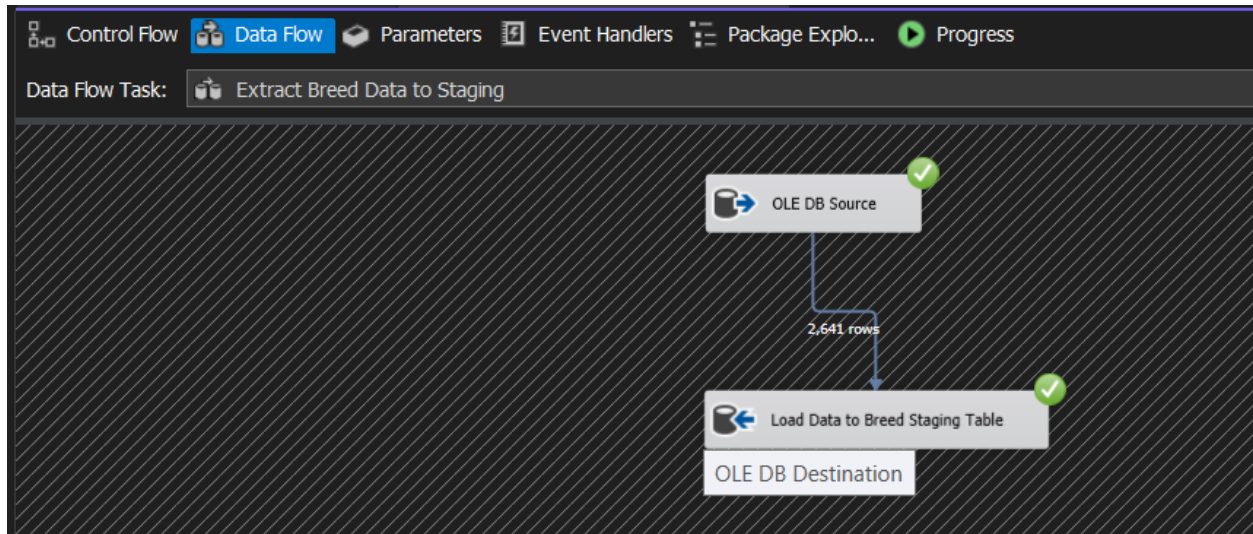 Control Flow Data Flow Parameters Event Handlers Package Explo... Progress
Data Flow Task: Extract Breed Data to Staging
OLE DB Source
2,641 rows
Load Data to Breed Staging Table
OLE DB Destination